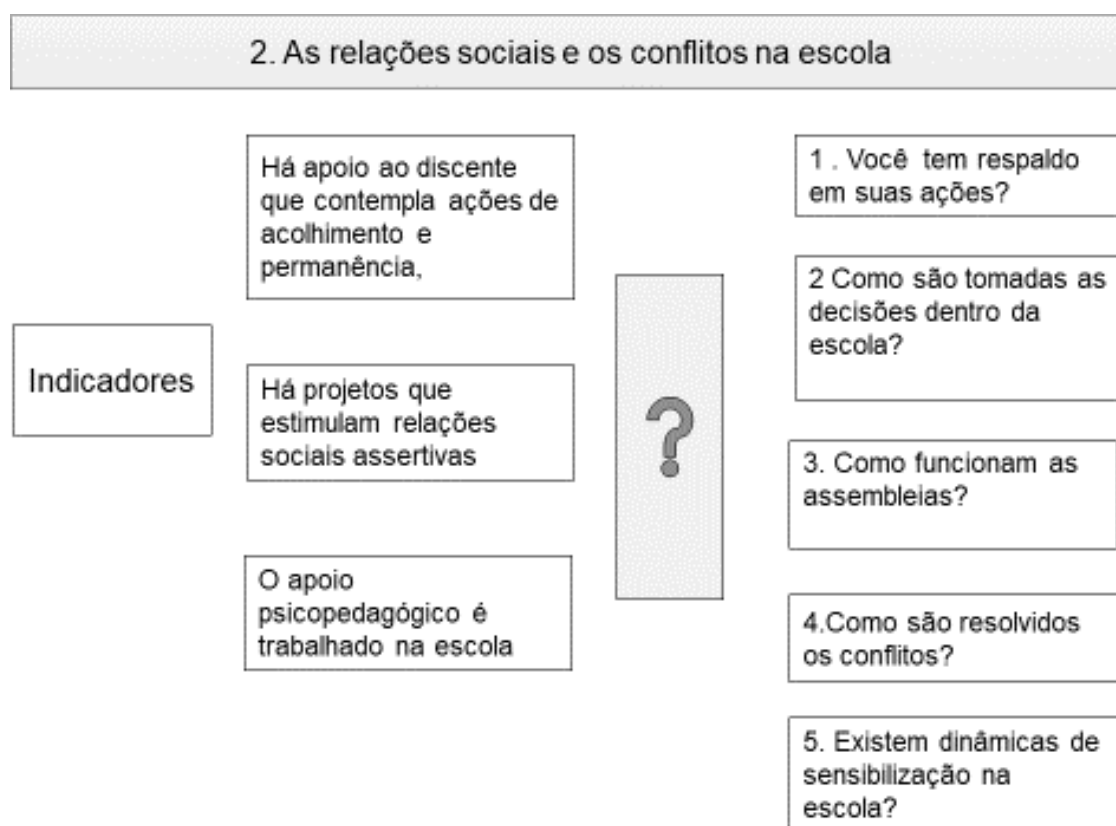 2. As relações sociais e os conflitos na escola
Indicadores
Há apoio ao discente
que contempla ações de
acolhimento e
permanência,
Há projetos que
estimulam relações
sociais assertivas
O apoio
psicopedagógico é
trabalhado na escola
?
1 . Você tem respaldo
em suas ações?
2 Como são tomadas as
decisões dentro da
escola?
3. Como funcionam as
assembleias?
4.Como são resolvidos
os conflitos?
5. Existem dinâmicas de
sensibilização na
escola?